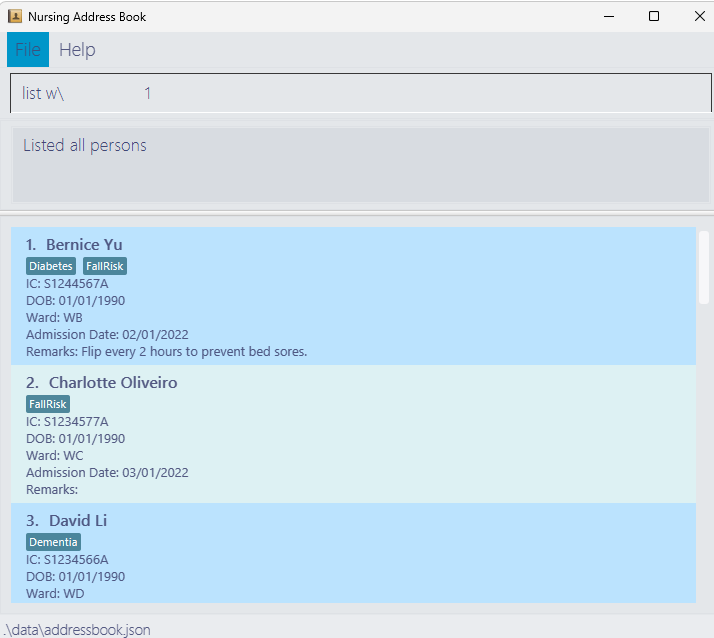 Nursing Address Book
File Help
list w\ 1
Listed all persons
1. Bernice Yu
Diabetes FallRisk
IC: S1244567A
DOB: 01/01/1990
Ward: WB
Admission Date: 02/01/2022
Remarks: Flip every 2 hours to prevent bed sores.
2. Charlotte Oliveiro
FallRisk
IC: S1234577A
DOB: 01/01/1990
Ward: WC
Admission Date: 03/01/2022
Remarks:
3. David Li
Dementia
IC: S1234566A
DOB: 01/01/1990
Ward: WD
.\data\addressbook.json